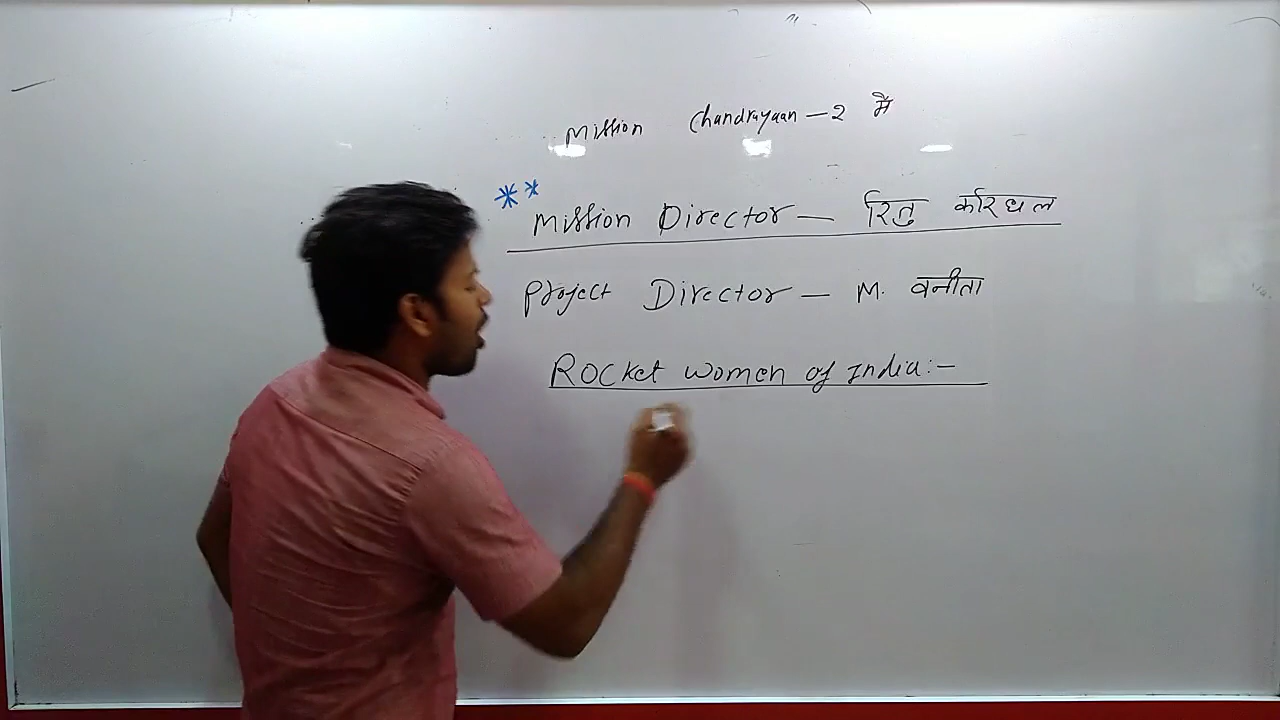 Mission Chandrayaan-2 में
** Mission Director — रितु करिधल
Project Director — M. वनीता
Rocket women of India:-